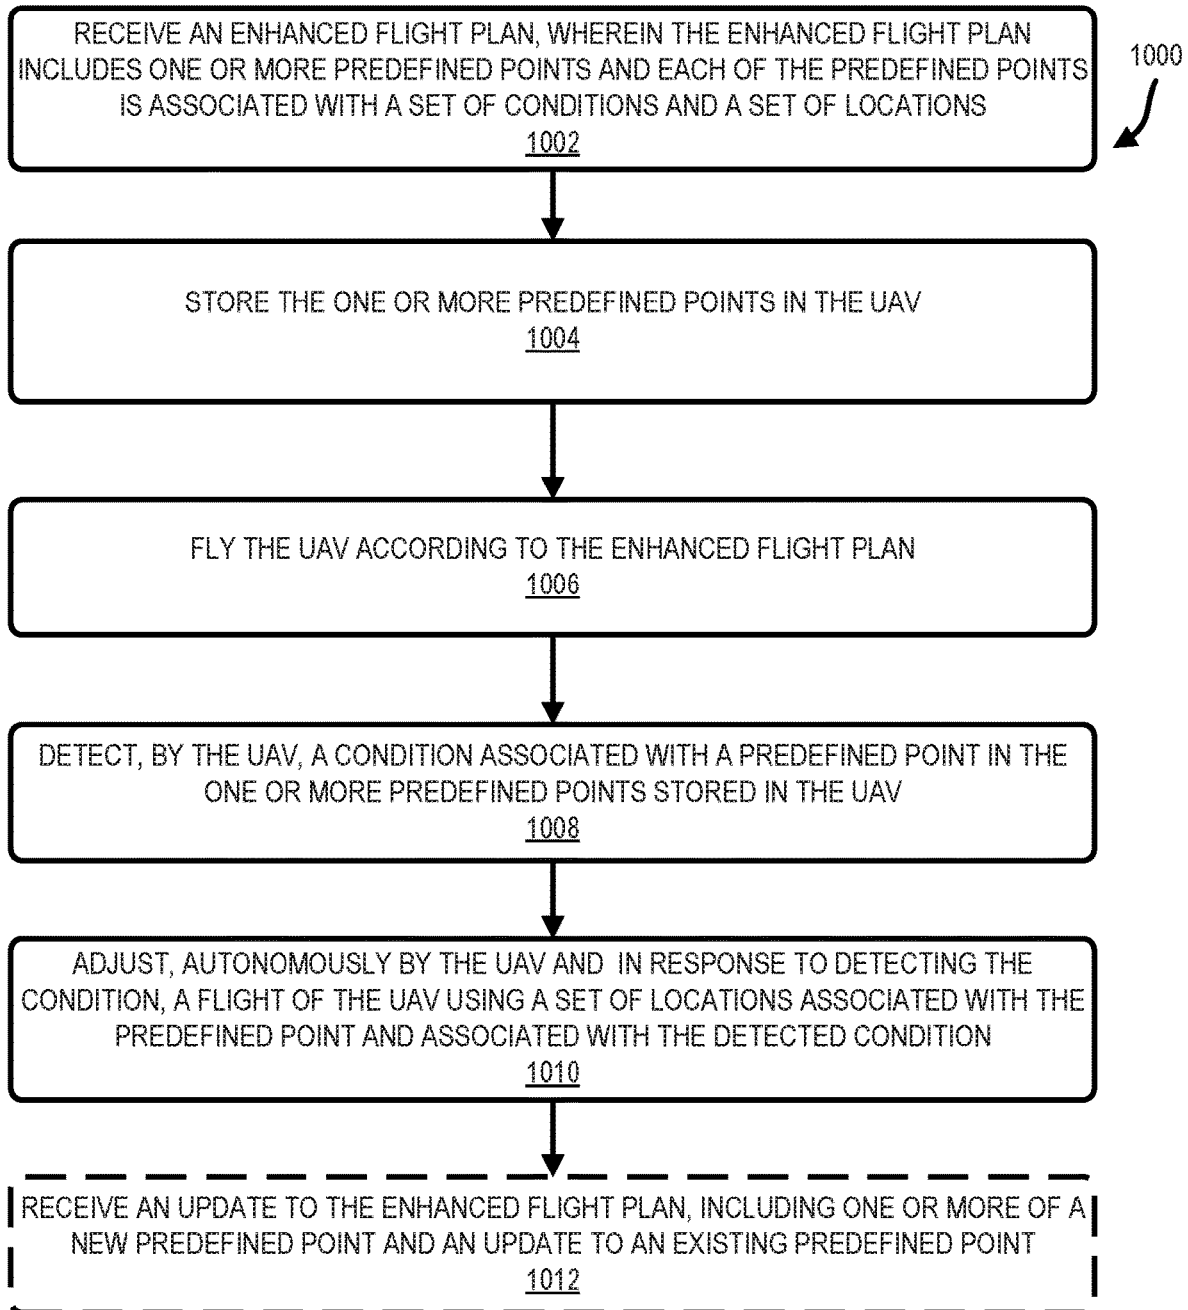 RECEIVE AN ENHANCED FLIGHT PLAN, WHEREIN THE ENHANCED FLIGHT PLAN
INCLUDES ONE OR MORE PREDEFINED POINTS AND EACH OF THE PREDEFINED POINTS
IS ASSOCIATED WITH A SET OF CONDITIONS AND A SET OF LOCATIONS
1002
1000
STORE THE ONE OR MORE PREDEFINED POINTS IN THE UAV
1004
FLY THE UAV ACCORDING TO THE ENHANCED FLIGHT PLAN
1006
DETECT, BY THE UAV, A CONDITION ASSOCIATED WITH A PREDEFINED POINT IN THE
ONE OR MORE PREDEFINED POINTS STORED IN THE UAV
1008
ADJUST, AUTONOMOUSLY BY THE UAV AND IN RESPONSE TO DETECTING THE
CONDITION, A FLIGHT OF THE UAV USING A SET OF LOCATIONS ASSOCIATED WITH THE
PREDEFINED POINT AND ASSOCIATED WITH THE DETECTED CONDITION
1010
RECEIVE AN UPDATE TO THE ENHANCED FLIGHT PLAN, INCLUDING ONE OR MORE OF A
NEW PREDEFINED POINT AND AN UPDATE TO AN EXISTING PREDEFINED POINT
1012